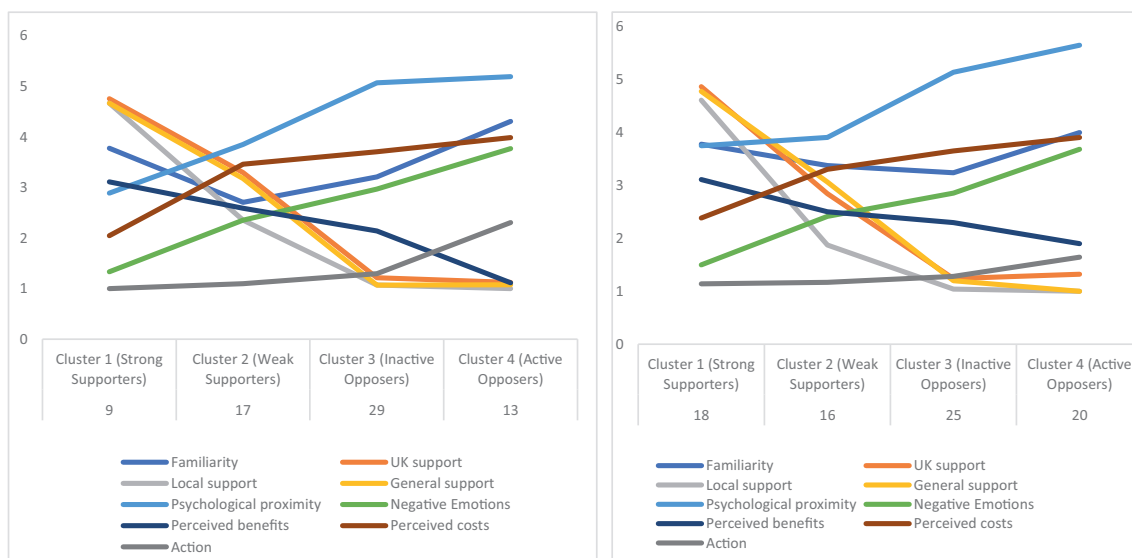 6
5
4
3
2
1
0
Cluster 1 (Strong Supporters)
Cluster 2 (Weak Supporters)
Cluster 3 (Inactive Opposers)
Cluster 4 (Active Opposers)
9
17
29
13
Familiarity
UK support
Local support
General support
Psychological proximity
Negative Emotions
Perceived benefits
Perceived costs
Action
6
5
4
3
2
1
0
Cluster 1 (Strong Supporters)
Cluster 2 (Weak Supporters)
Cluster 3 (Inactive Opposers)
Cluster 4 (Active Opposers)
18
16
25
20
Familiarity
UK support
Local support
General support
Psychological proximity
Negative Emotions
Perceived benefits
Perceived costs
Action